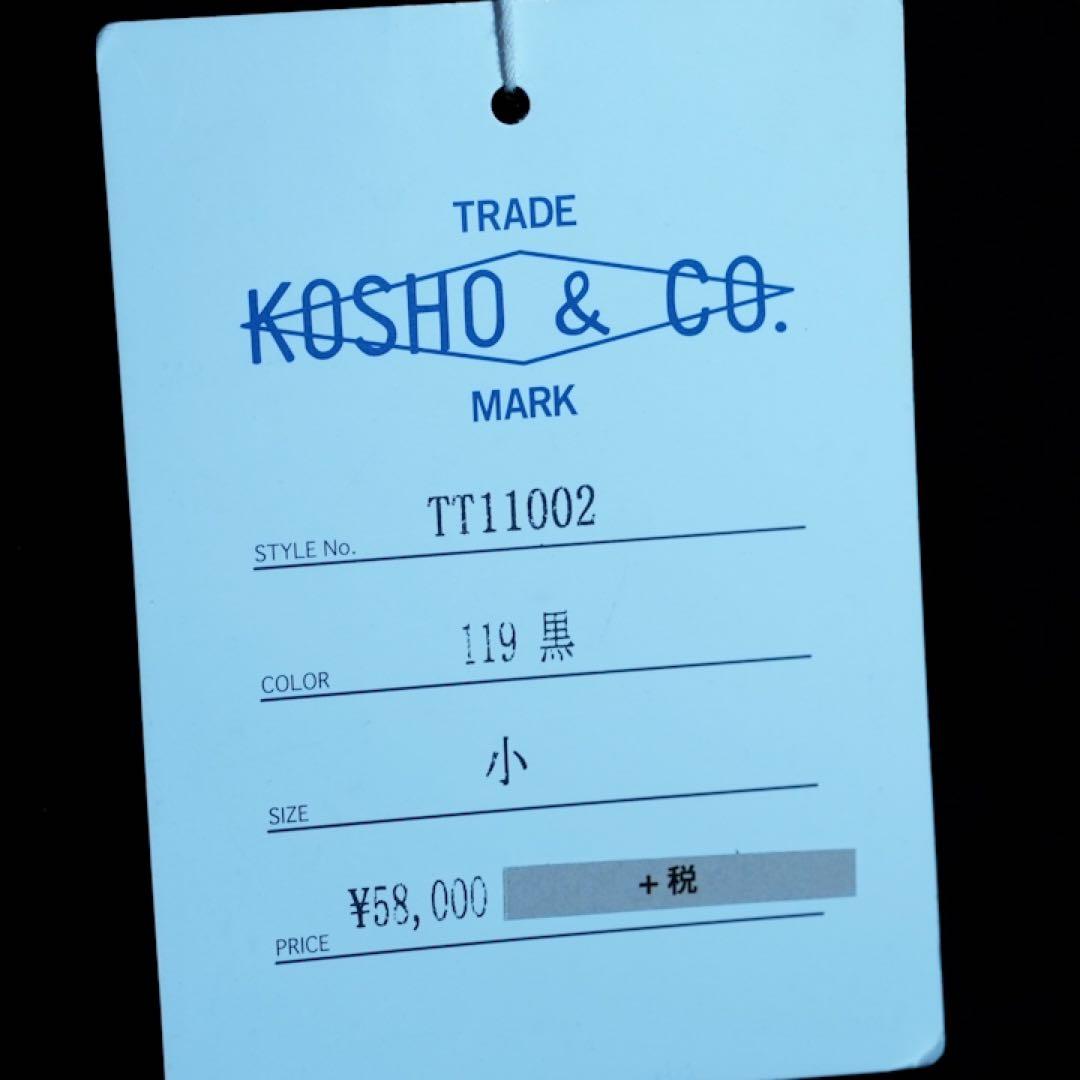 TRADE
KOSHO & CO.
MARK
STYLE No. TT11002
COLOR 119 黒
SIZE 小
PRICE ¥58,000 +税